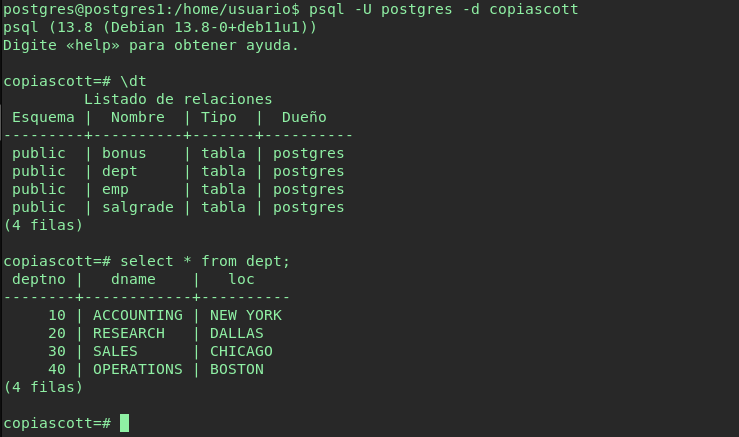 postgres@postgres1:/home/usuario$ psql -U postgres -d copiascott
psql (13.8 (Debian 13.8-0+deb11u1))
Digite «help» para obtener ayuda.

copiascott=# \dt
         Listado de relaciones
 Esquema |  Nombre  | Tipo  |  Dueño
---------+----------+-------+----------
 public  | bonus    | tabla | postgres
 public  | dept     | tabla | postgres
 public  | emp      | tabla | postgres
 public  | salgrade | tabla | postgres
(4 filas)

copiascott=# select * from dept;
 deptno |   dname    |   loc
--------+------------+----------
     10 | ACCOUNTING | NEW YORK
     20 | RESEARCH   | DALLAS
     30 | SALES      | CHICAGO
     40 | OPERATIONS | BOSTON
(4 filas)

copiascott=#